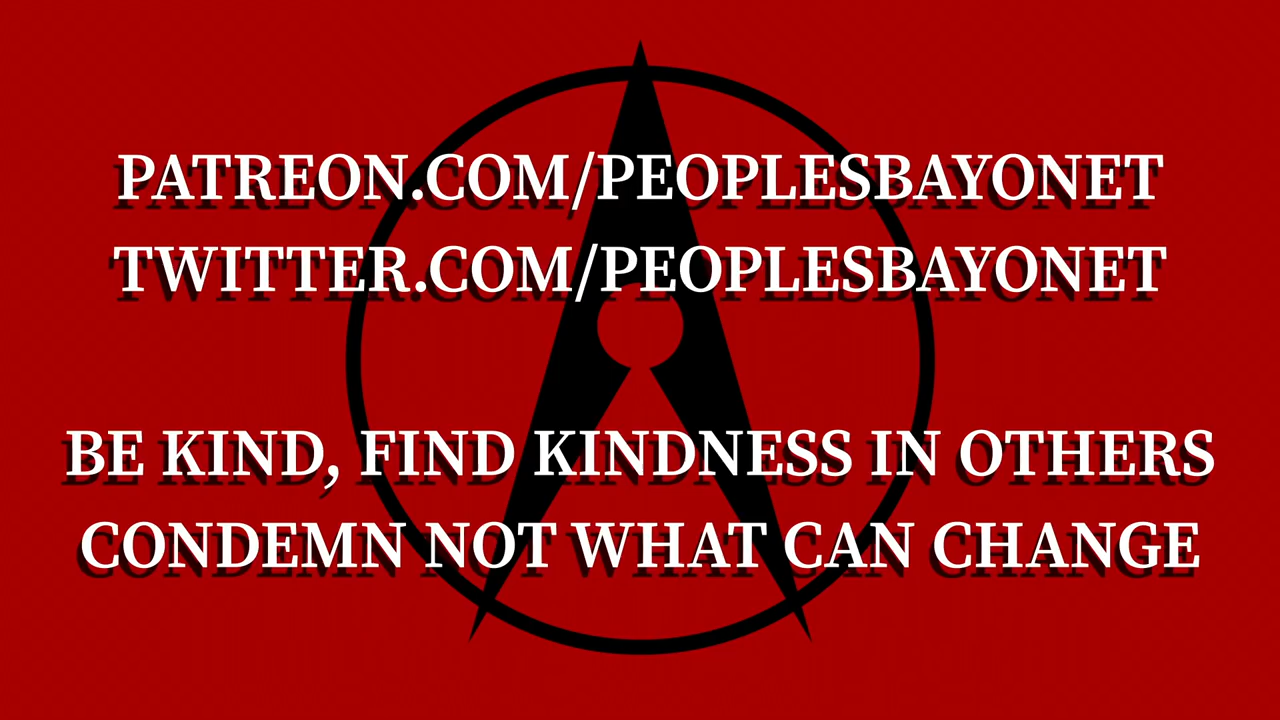 PATREON.COM/PEOPLESBAYONET
TWITTER.COM/PEOPLESBAYONET
BE KIND, FIND KINDNESS IN OTHERS
CONDEMN NOT WHAT CAN CHANGE